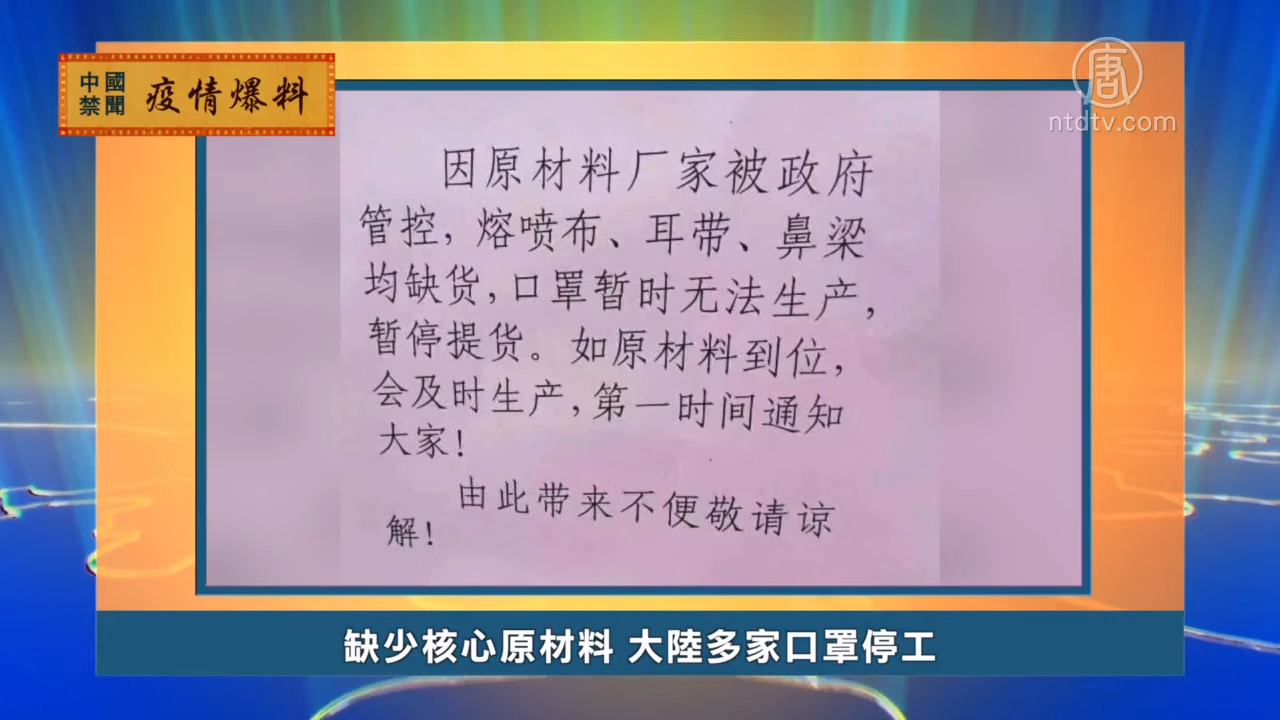 中國
禁聞
疫情爆料
唐
ntdtv.com
因原材料厂家被政府
管控，熔喷布、耳带、鼻梁
均缺货，口罩暂时无法生产，
暂停提货。如原材料到位，
会及时生产，第一时间通知
大家！
由此带来不便敬请谅
解！
缺少核心原材料 大陸多家口罩停工